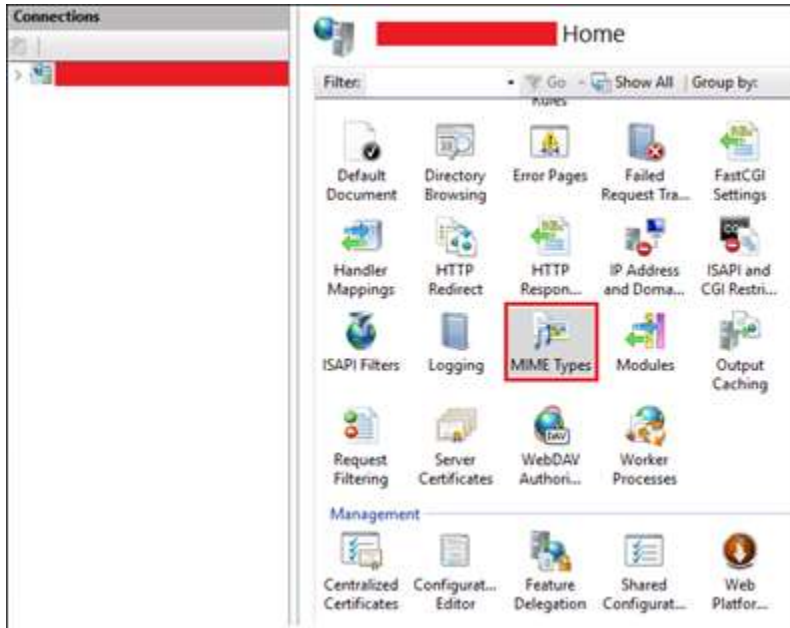 Connections
Home
Filter:
Go
Show All
Group by:
Rules
Default Document
Directory Browsing
Error Pages
Failed Request Tra...
FastCGI Settings
Handler Mappings
HTTP Redirect
HTTP Respon...
IP Address and Doma...
ISAPI and CGI Restri...
ISAPI Filters
Logging
MIME Types
Modules
Output Caching
Request Filtering
Server Certificates
WebDAV Authori...
Worker Processes
Management
Centralized Certificates
Configurat... Editor
Feature Delegation
Shared Configurat...
Web Platfor...